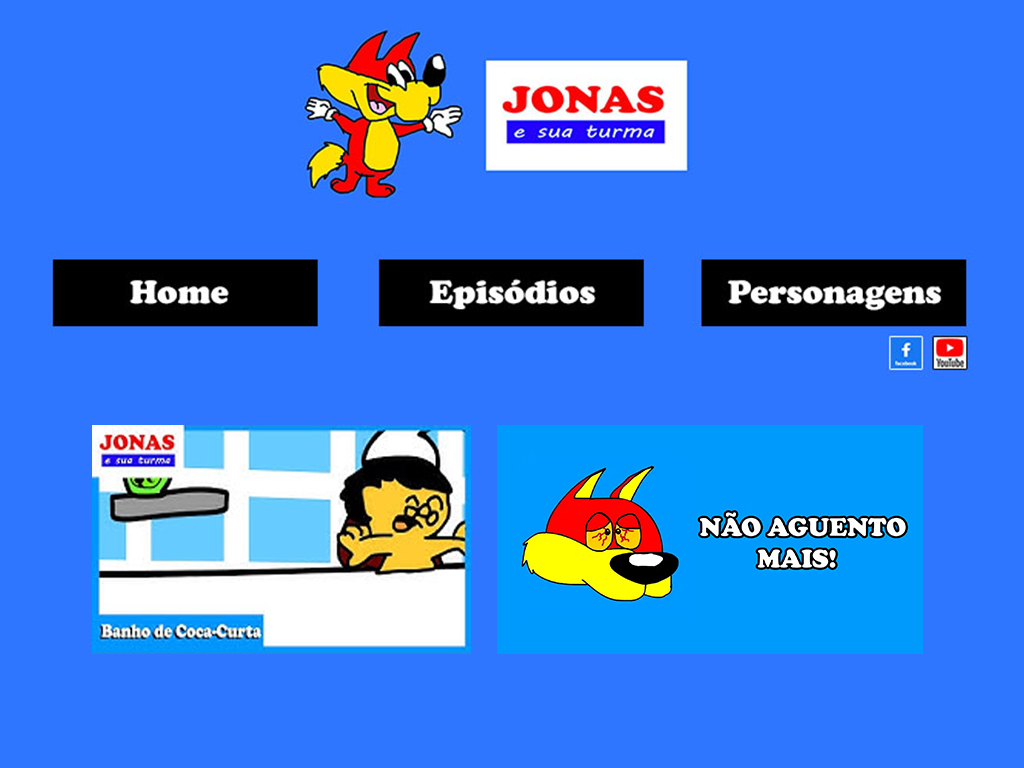 JONAS
e sua turma
Home
Episódios
Personagens
facebook
YouTube
JONAS
e sua turma
Banho de Coca-Curta
NÃO AGUENTO
MAIS!